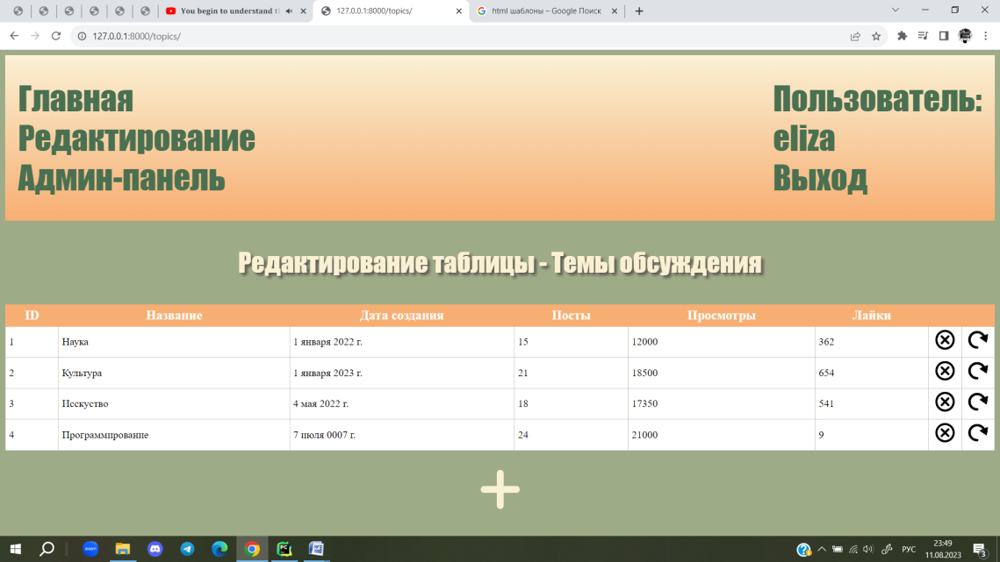 You begin to understand t
127.0.0.1:8000/topics/
html шаблоны – Google Поиск
127.0.0.1:8000/topics/
Главная
Редактирование
Админ-панель
Пользователь:
eliza
Выход
Редактирование таблицы - Темы обсуждения
ID Название Дата создания Посты Просмотры Лайки
1 Наука 1 января 2022 г. 15 12000 362
2 Культура 1 января 2023 г. 21 18500 654
3 Исскуство 4 мая 2022 г. 18 17350 541
4 Программирование 7 июля 0007 г. 24 21000 9
zoom
PC
РУС
23:49
11.08.2023
3